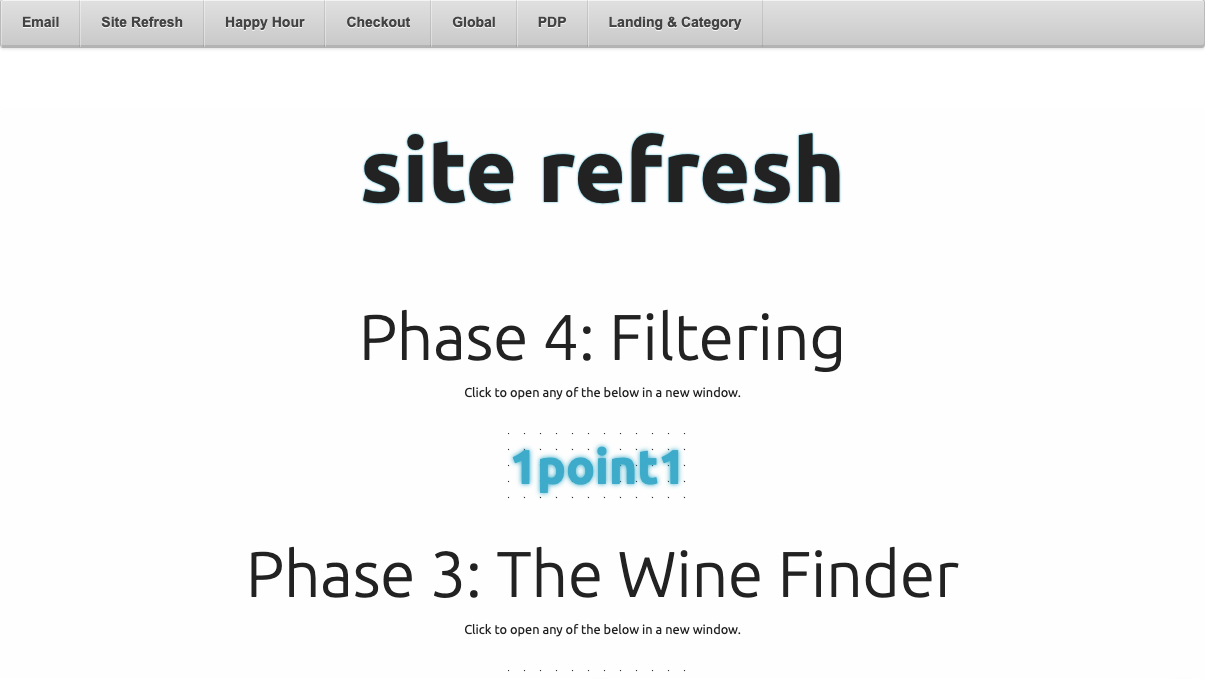 Email Site Refresh Happy Hour Checkout Global PDP Landing & Category
site refresh
Phase 4: Filtering
Click to open any of the below in a new window.
1point1
Phase 3: The Wine Finder
Click to open any of the below in a new window.